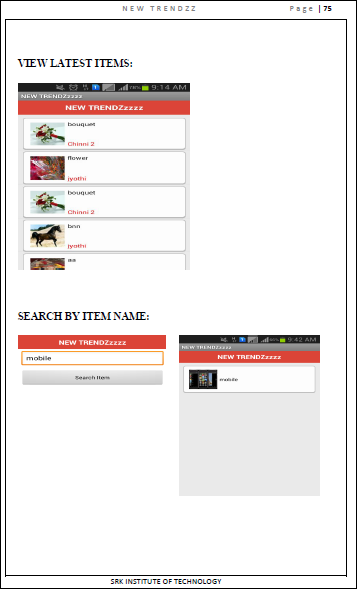 NEW TRENDZZ Page | 75
VIEW LATEST ITEMS:
78% 9:14 AM
NEW TRENDZzzzz
NEW TRENDZzzzz
bouquet
Chinni 2
flower
jyothi
bouquet
Chinni 2
bnn
jyothi
aa
SEARCH BY ITEM NAME:
NEW TRENDZzzzz
mobile
Search Item
9:42 AM
NEW TRENDZzzzz
NEW TRENDZzzzz
mobile
SRK INSTITUTE OF TECHNOLOGY